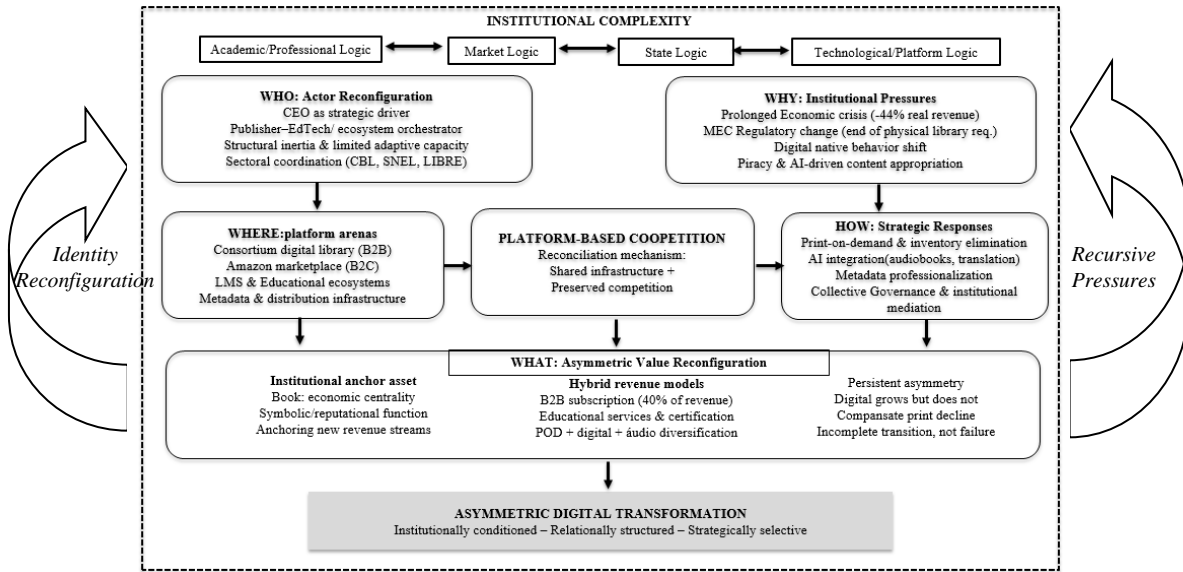 INSTITUTIONAL COMPLEXITY
Academic/Professional Logic
Market Logic
State Logic
Technological/Platform Logic
WHO: Actor Reconfiguration
CEO as strategic driver
Publisher–EdTech/ ecosystem orchestrator
Structural inertia & limited adaptive capacity
Sectoral coordination (CBL, SNEL, LIBRE)
WHY: Institutional Pressures
Prolonged Economic crisis (-44% real revenue)
MEC Regulatory change (end of physical library req.)
Digital native behavior shift
Piracy & AI-driven content appropriation
Identity
Reconfiguration
WHERE:platform arenas
Consortium digital library (B2B)
Amazon marketplace (B2C)
LMS & Educational ecosystems
Metadata & distribution infrastructure
PLATFORM-BASED COOPETITION
Reconciliation mechanism:
Shared infrastructure +
Preserved competition
HOW: Strategic Responses
Print-on-demand & inventory elimination
AI integration(audiobooks, translation)
Metadata professionalization
Collective Governance & institutional
mediation
Recursive
Pressures
WHAT: Asymmetric Value Reconfiguration
Institutional anchor asset
Book: economic centrality
Symbolic/reputational function
Anchoring new revenue streams
Hybrid revenue models
B2B subscription (40% of revenue)
Educational services & certification
POD + digital + áudio diversification
Persistent asymmetry
Digital grows but does not
Compansate print decline
Incomplete transition, not failure
ASYMMETRIC DIGITAL TRANSFORMATION
Institutionally conditioned – Relationally structured – Strategically selective